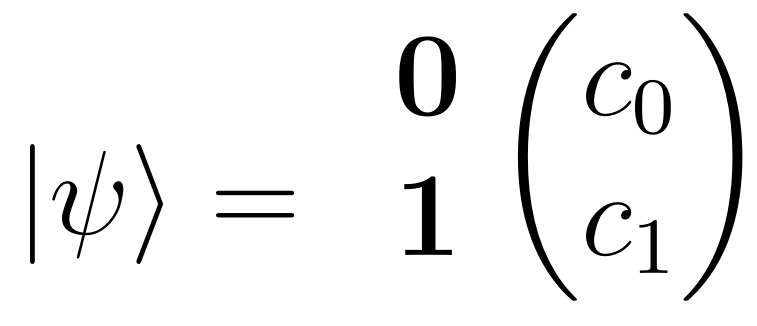 |ψ⟩ = 0 (c₀)
1 (c₁)